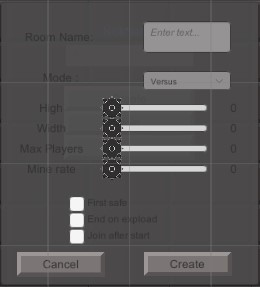 Room Name:
Enter text...
Mode :
Versus
High 0
Width 0
Max Players 0
Mine rate 0
First safe
End on expload
Join after start
Cancel
Create